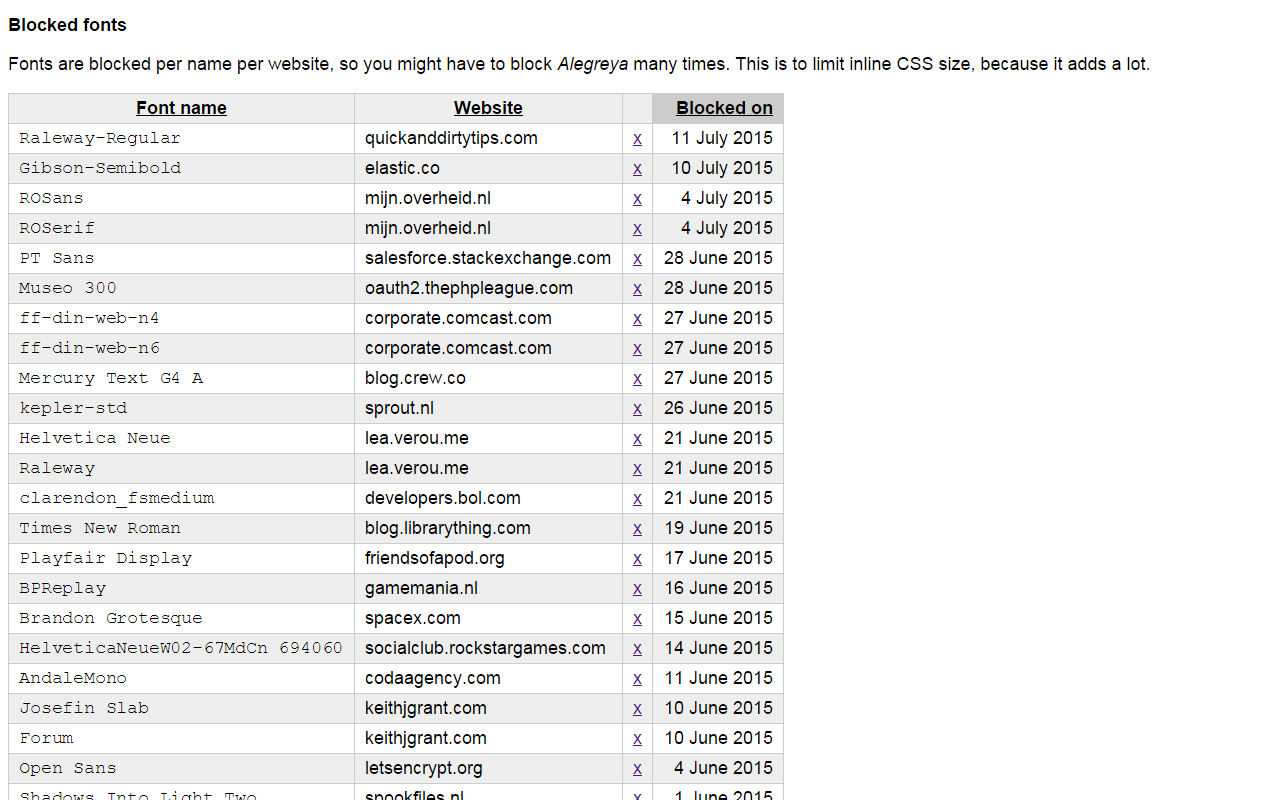 Blocked fonts
Fonts are blocked per name per website, so you might have to block Alegreya many times. This is to limit inline CSS size, because it adds a lot.
Font name Website Blocked on
Raleway-Regular quickanddirtytips.com x 11 July 2015
Gibson-Semibold elastic.co x 10 July 2015
ROSans mijn.overheid.nl x 4 July 2015
ROSerif mijn.overheid.nl x 4 July 2015
PT Sans salesforce.stackexchange.com x 28 June 2015
Museo 300 oauth2.thephpleague.com x 28 June 2015
ff-din-web-n4 corporate.comcast.com x 27 June 2015
ff-din-web-n6 corporate.comcast.com x 27 June 2015
Mercury Text G4 A blog.crew.co x 27 June 2015
kepler-std sprout.nl x 26 June 2015
Helvetica Neue lea.verou.me x 21 June 2015
Raleway lea.verou.me x 21 June 2015
clarendon_fsmedium developers.bol.com x 21 June 2015
Times New Roman blog.librarything.com x 19 June 2015
Playfair Display friendsofapod.org x 17 June 2015
BPReplay gamemania.nl x 16 June 2015
Brandon Grotesque spacex.com x 15 June 2015
HelveticaNeueW02-67MdCn 694060 socialclub.rockstargames.com x 14 June 2015
AndaleMono codaagency.com x 11 June 2015
Josefin Slab keithjgrant.com x 10 June 2015
Forum keithjgrant.com x 10 June 2015
Open Sans letsencrypt.org x 4 June 2015
Shadows Into Light Two spookfiles.nl x 1 June 2015